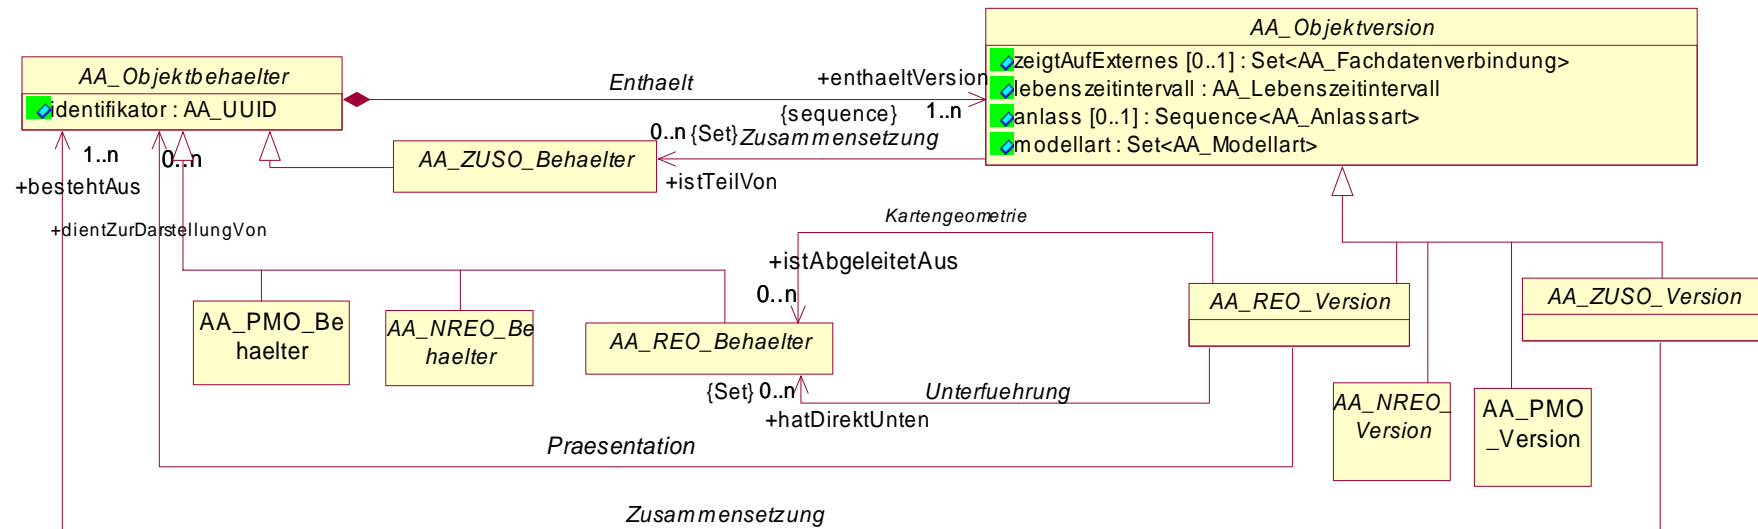 AA_Objektversion
zeigtAufExternes [0..1] : Set<AA_Fachdatenverbindung>
lebenszeitintervall : AA_Lebenszeitintervall
anlass [0..1] : Sequence<AA_Anlassart>
modellart : Set<AA_Modellart>
AA_Objektbehaelter
identifikator : AA_UUID
Enthaelt
+enthaeltVersion
{sequence}
1..n
0..n {Set}
Zusammensetzung
+istTeilVon
AA_ZUSO_Behaelter
1..n
0..n
+bestehtAus
+dientZurDarstellungVon
Kartengeometrie
+istAbgeleitetAus
0..n
AA_PMO_Be
haelter
AA_NREO_Be
haelter
AA_REO_Behaelter
AA_REO_Version
AA_ZUSO_Version
{Set} 0..n
Unterfuehrung
+hatDirektUnten
AA_NREO_
Version
AA_PMO
_Version
Praesentation
Zusammensetzung